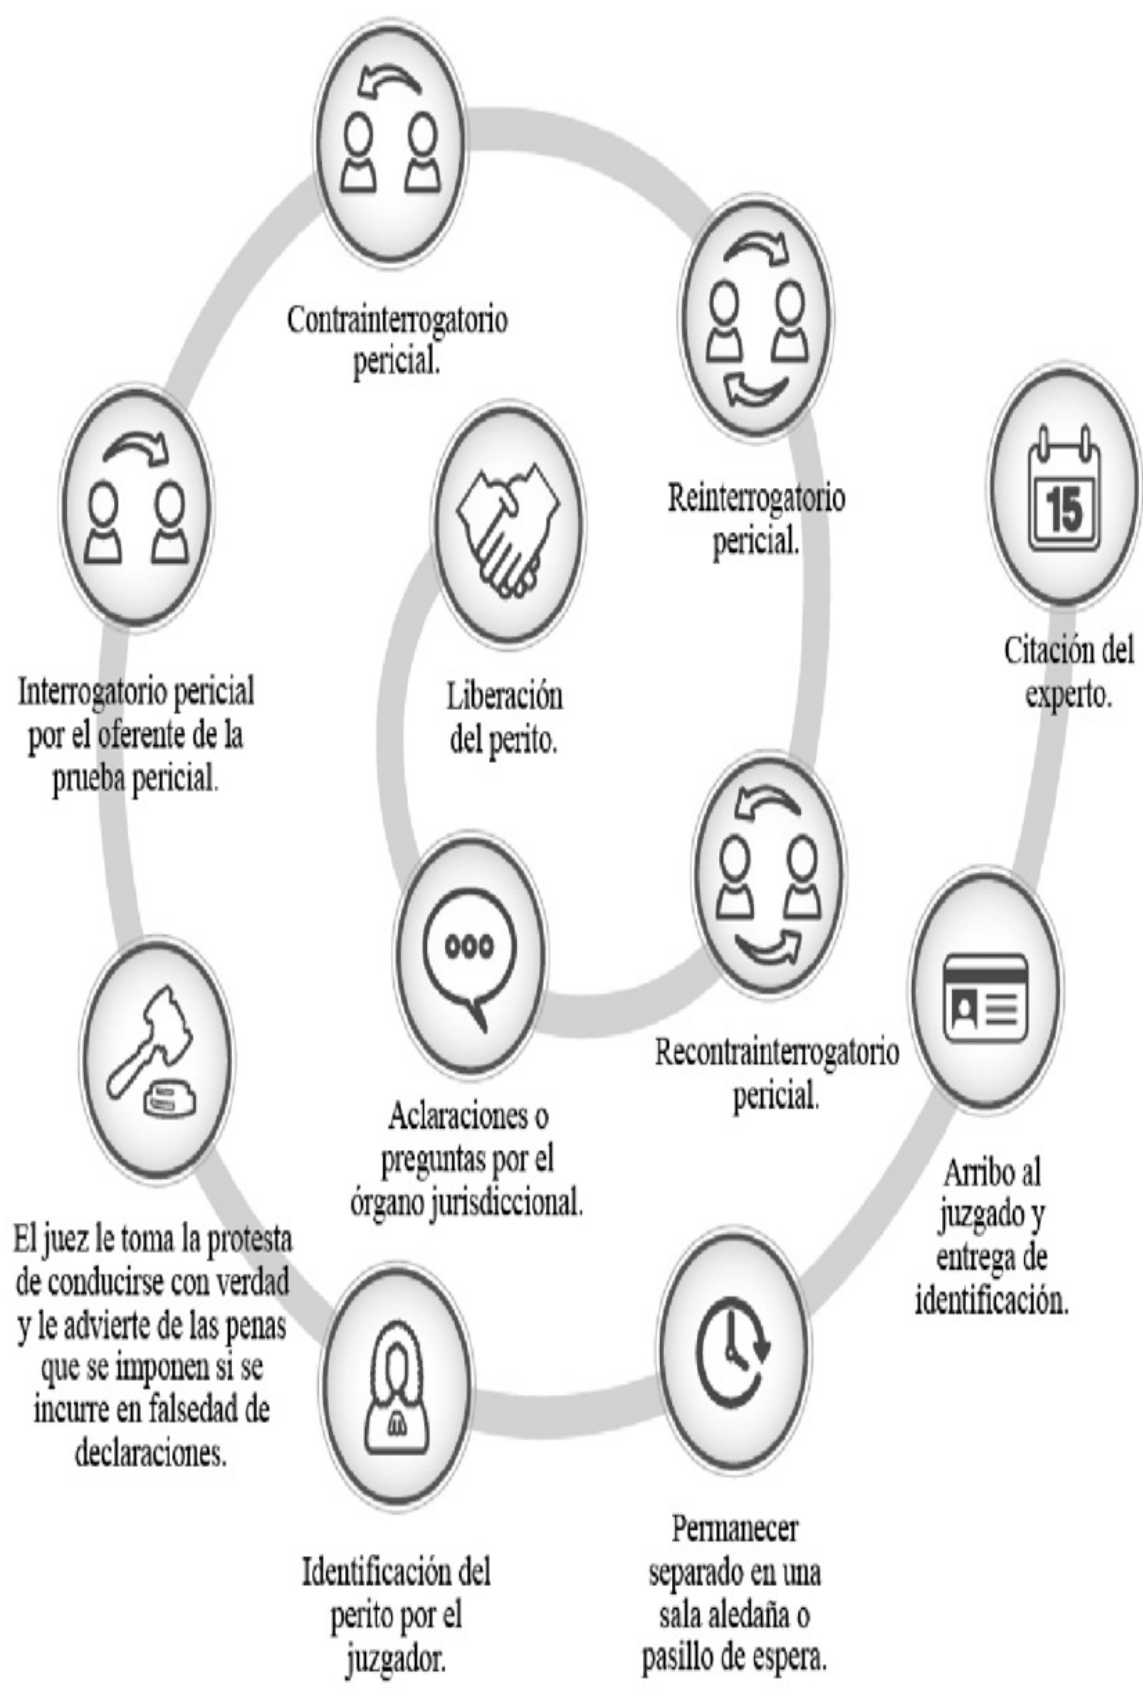 Contrainterrogatorio
pericial.
Reinterrogatorio
pericial.
15
Citación del
experto.
Interrogatorio pericial
por el oferente de la
prueba pericial.
Liberación
del perito.
Recontrainterrogatorio
pericial.
Aclaraciones o
preguntas por el
órgano jurisdiccional.
Arribo al
juzgado y
entrega de
identificación.
El juez le toma la protesta
de conducirse con verdad
y le advierte de las penas
que se imponen si se
incurre en falsedad de
declaraciones.
Identificación del
perito por el
juzgador.
Permanecer
separado en una
sala aledaña o
pasillo de espera.